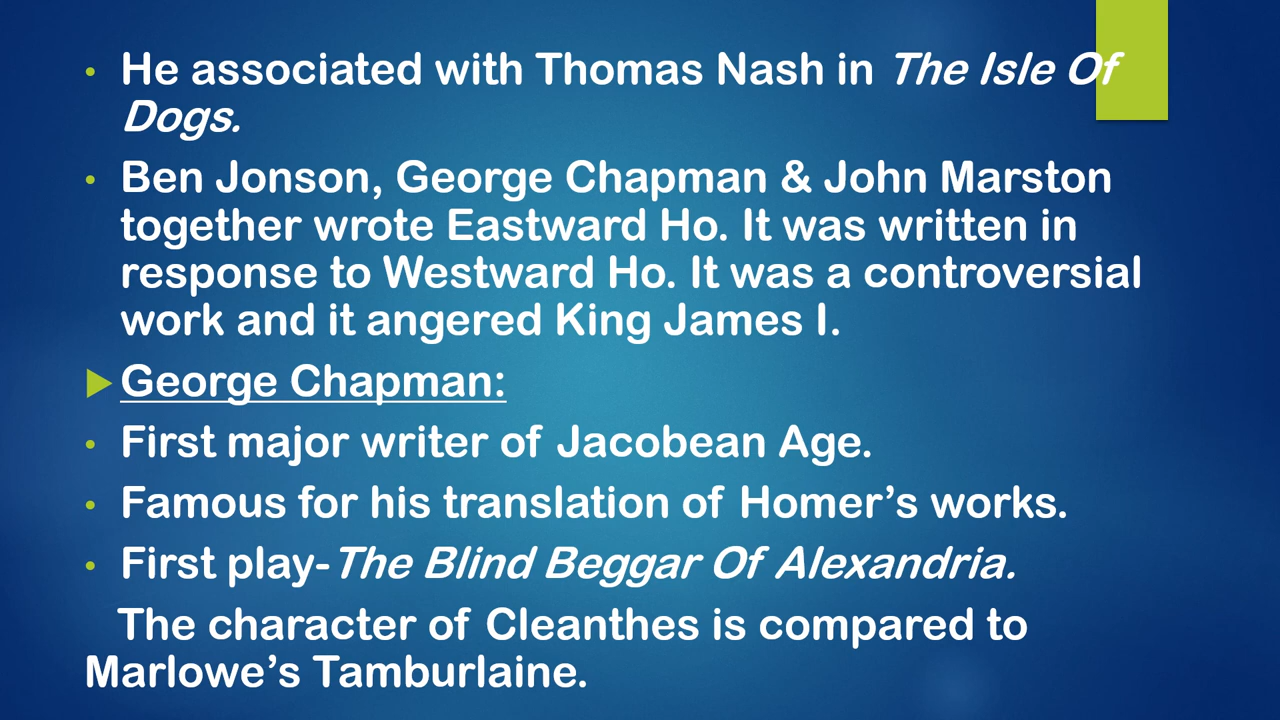 • He associated with Thomas Nash in The Isle Of
Dogs.
• Ben Jonson, George Chapman & John Marston
together wrote Eastward Ho. It was written in
response to Westward Ho. It was a controversial
work and it angered King James I.
George Chapman:
• First major writer of Jacobean Age.
• Famous for his translation of Homer’s works.
• First play-The Blind Beggar Of Alexandria.
The character of Cleanthes is compared to
Marlowe’s Tamburlaine.